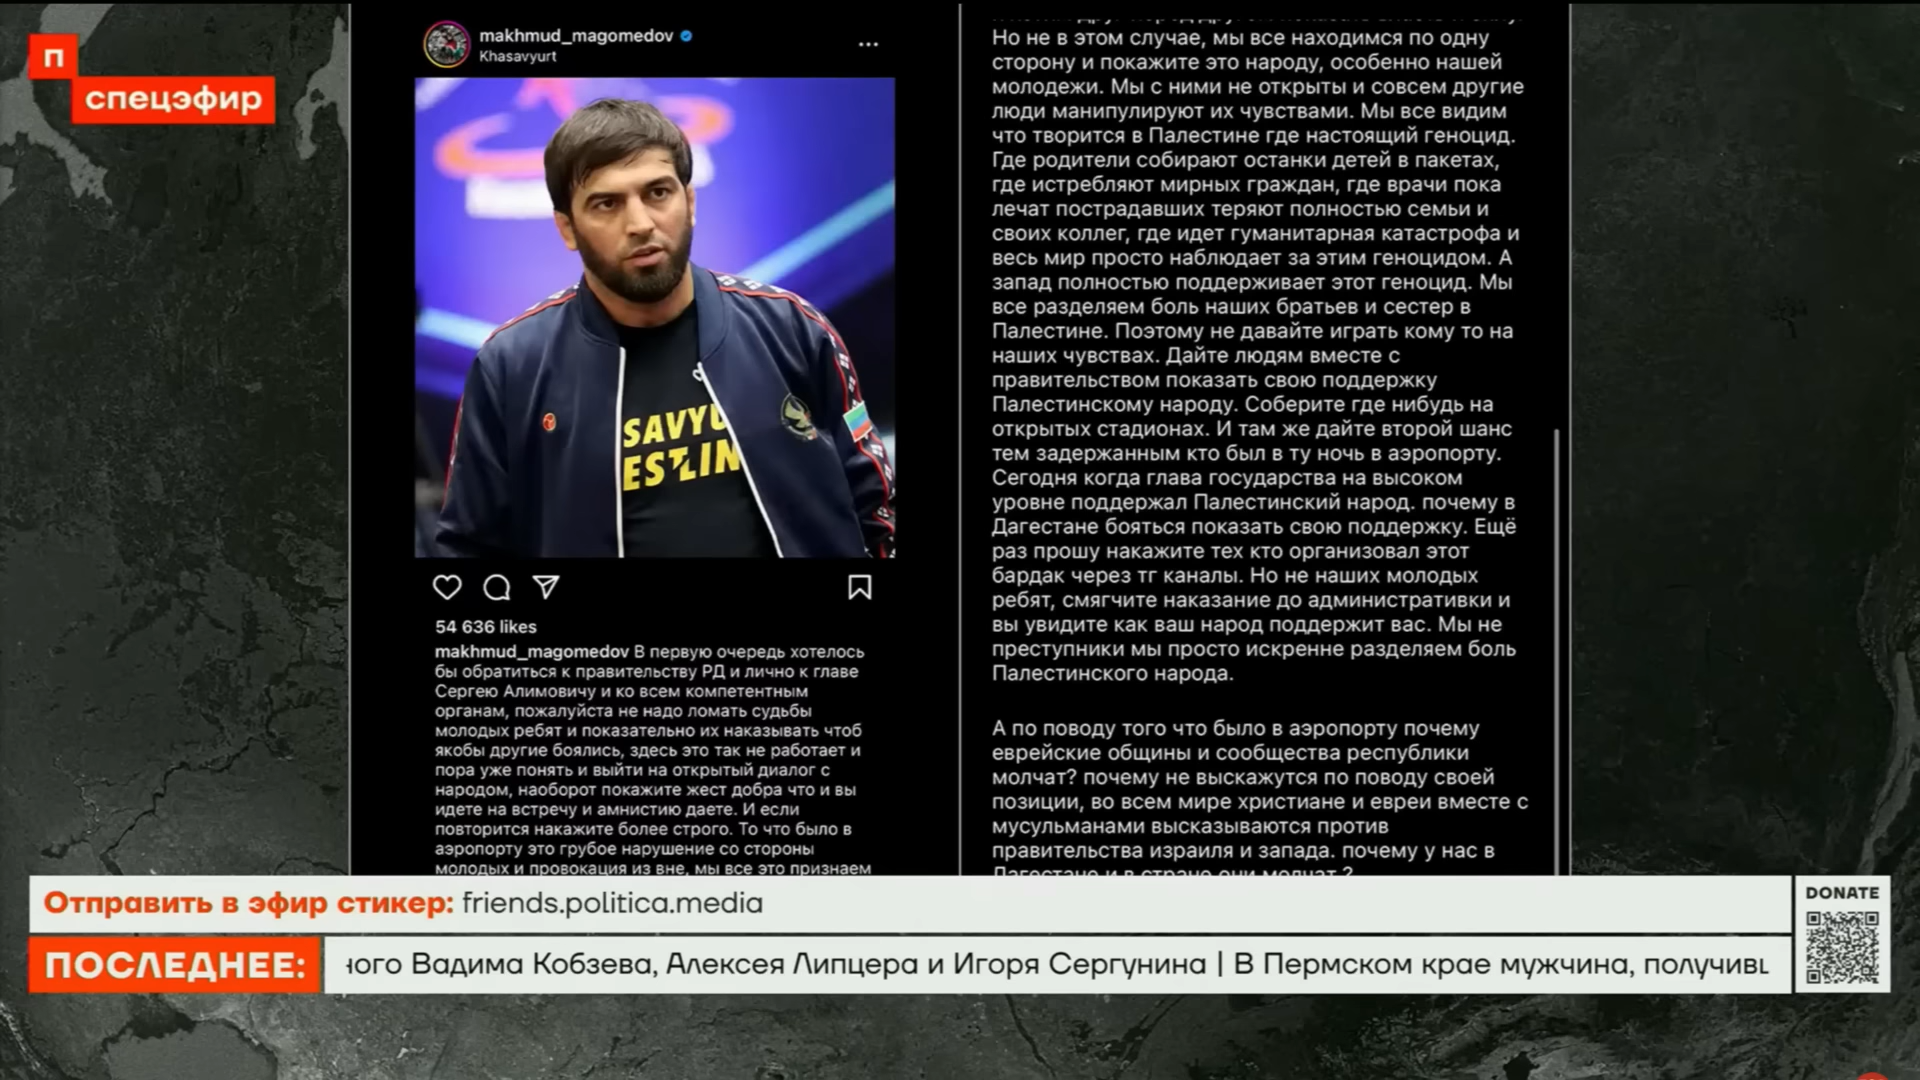 П
спецэфир
makhmud_magomedov
Khasavyurt
SAVYU
ESTLIN
54 636 likes
makhmud_magomedov В первую очередь хотелось
бы обратиться к правительству РД и лично к главе
Сергею Алимовичу и ко всем компетентным
органам, пожалуйста не надо ломать судьбы
молодых ребят и показательно их наказывать чтоб
якобы другие боялись, здесь это так не работает и
пора уже понять и выйти на открытый диалог с
народом, наоборот покажите жест добра что и вы
идете на встречу и амнистию даете. И если
повторится накажите более строго. То что было в
аэропорту это грубое нарушение со стороны
молодых и провокация из вне, мы все это признаем
Но не в этом случае, мы все находимся по одну
сторону и покажите это народу, особенно нашей
молодежи. Мы с ними не открыты и совсем другие
люди манипулируют их чувствами. Мы все видим
что творится в Палестине где настоящий геноцид.
Где родители собирают останки детей в пакетах,
где истребляют мирных граждан, где врачи пока
лечат пострадавших теряют полностью семьи и
своих коллег, где идет гуманитарная катастрофа и
весь мир просто наблюдает за этим геноцидом. А
запад полностью поддерживает этот геноцид. Мы
все разделяем боль наших братьев и сестер в
Палестине. Поэтому не давайте играть кому то на
наших чувствах. Дайте людям вместе с
правительством показать свою поддержку
Палестинскому народу. Соберите где нибудь на
открытых стадионах. И там же дайте второй шанс
тем задержанным кто был в ту ночь в аэропорту.
Сегодня когда глава государства на высоком
уровне поддержал Палестинский народ. почему в
Дагестане бояться показать свою поддержку. Ещё
раз прошу накажите тех кто организовал этот
бардак через тг каналы. Но не наших молодых
ребят, смягчите наказание до административки и
вы увидите как ваш народ поддержит вас. Мы не
преступники мы просто искренне разделяем боль
Палестинского народа.
А по поводу того что было в аэропорту почему
еврейские общины и сообщества республики
молчат? почему не выскажутся по поводу своей
позиции, во всем мире христиане и евреи вместе с
мусульманами высказываются против
правительства израиля и запада. почему у нас в
Дагестане и в стране они молчат ?
Отправить в эфир стикер: friends.politica.media
DONATE
ПОСЛЕДНЕЕ:
ного Вадима Кобзева, Алексея Липцера и Игоря Сергунина | В Пермском крае мужчина, получивш